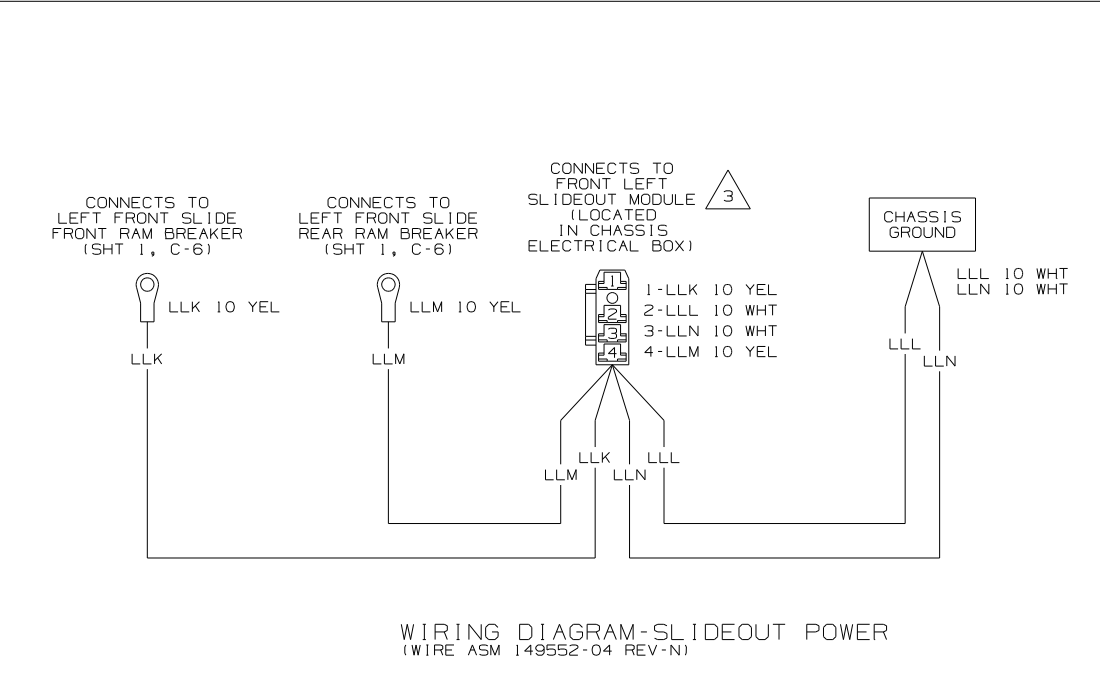 CONNECTS TO
LEFT FRONT SLIDE
FRONT RAM BREAKER
(SHT 1, C-6)
LLK 10 YEL
LLK
CONNECTS TO
LEFT FRONT SLIDE
REAR RAM BREAKER
(SHT 1, C-6)
LLM 10 YEL
LLM
CONNECTS TO
FRONT LEFT
SLIDEOUT MODULE
(LOCATED
IN CHASSIS
ELECTRICAL BOX)
3
1
2
3
4
1-LLK 10 YEL
2-LLL 10 WHT
3-LLN 10 WHT
4-LLM 10 YEL
LLM
LLK
LLN
LLL
CHASSIS
GROUND
LLL 10 WHT
LLN 10 WHT
LLL
LLN
WIRING DIAGRAM-SLIDEOUT POWER
(WIRE ASM 149552-04 REV-N)